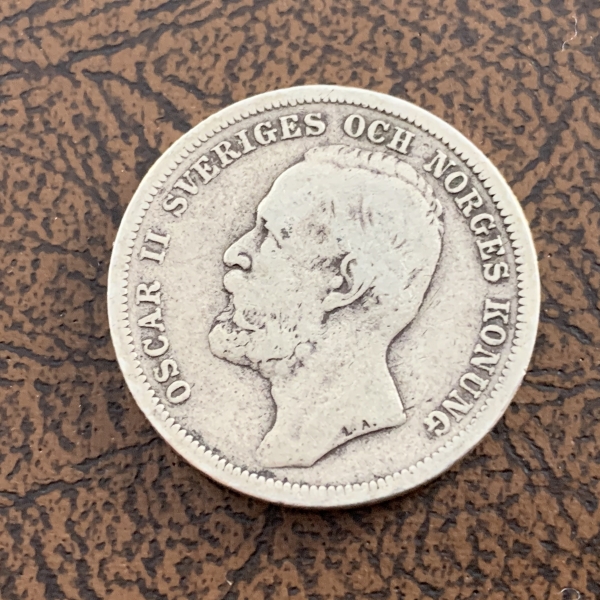 OSCAR II SVERIGES OCH NORGES KONUNG
L. A.